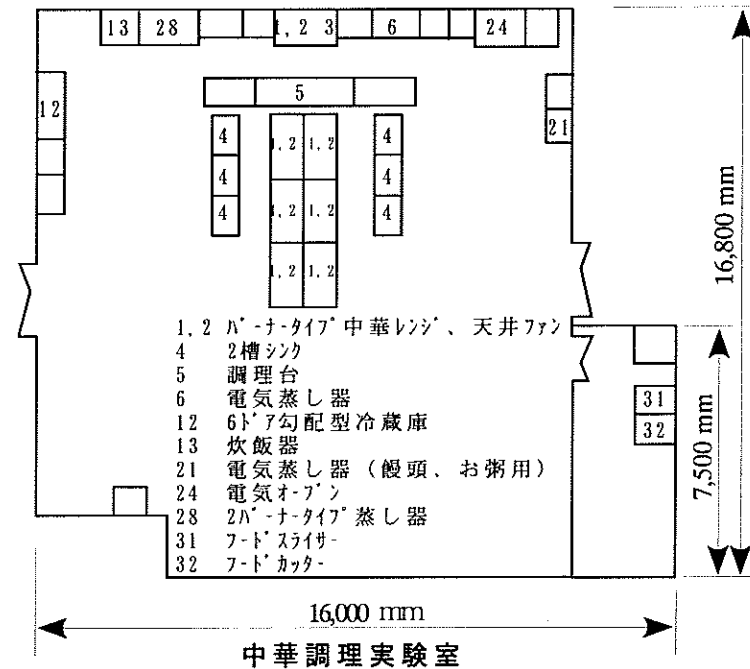 13 28 1, 2 3 6 24
12
5
21
4 1, 2 1, 2 4
4 1, 2 1, 2 4
4 1, 2 1, 2 4
16,800 mm
1, 2 ﾊﾞｰﾅｰﾀｲﾌﾟ中華ﾚﾝｼﾞ、天井ﾌｧﾝ
4 2槽ｼﾝｸ
5 調理台
6 電気蒸し器
12 6ﾄﾞｱ勾配型冷蔵庫
13 炊飯器
21 電気蒸し器（饅頭、お粥用）
24 電気ｵｰﾌﾞﾝ
28 2ﾊﾞｰﾅｰﾀｲﾌﾟ蒸し器
31 ﾌｰﾄﾞｽﾗｲｻｰ
32 ﾌｰﾄﾞｶｯﾀｰ
31
32
7,500 mm
16,000 mm
中華調理実験室